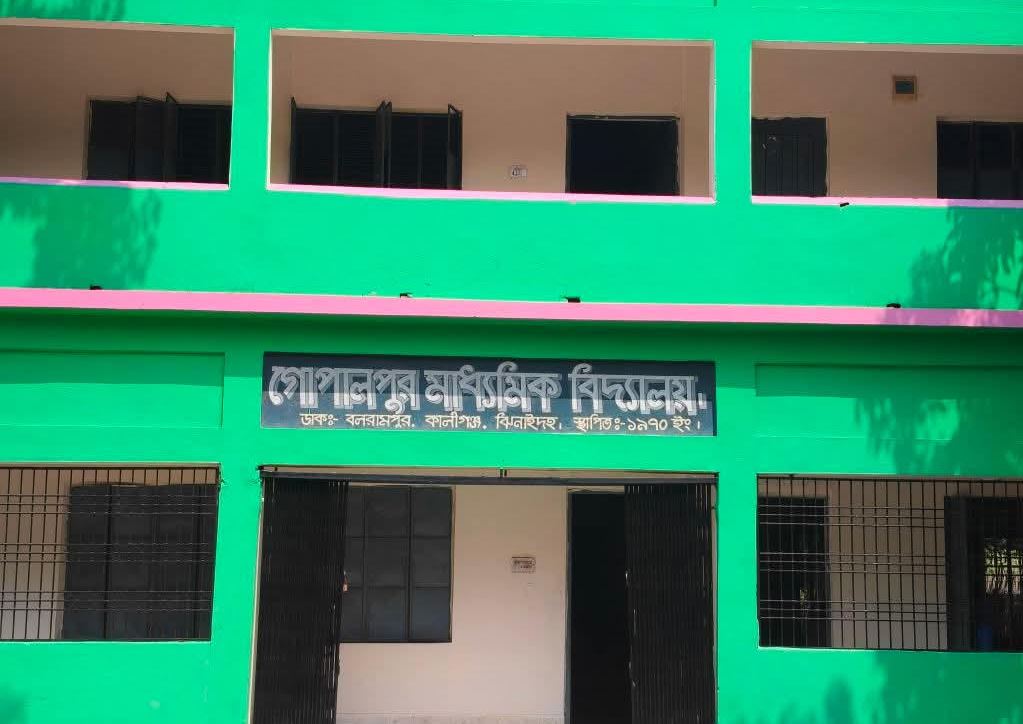 গোপালপুর মাধ্যমিক বিদ্যালয়.
ডাকঃ- বলরামপুর. কালীগঞ্জ. ঝিনাইদহ। স্থাপিতঃ-১৯৭০ ইং।